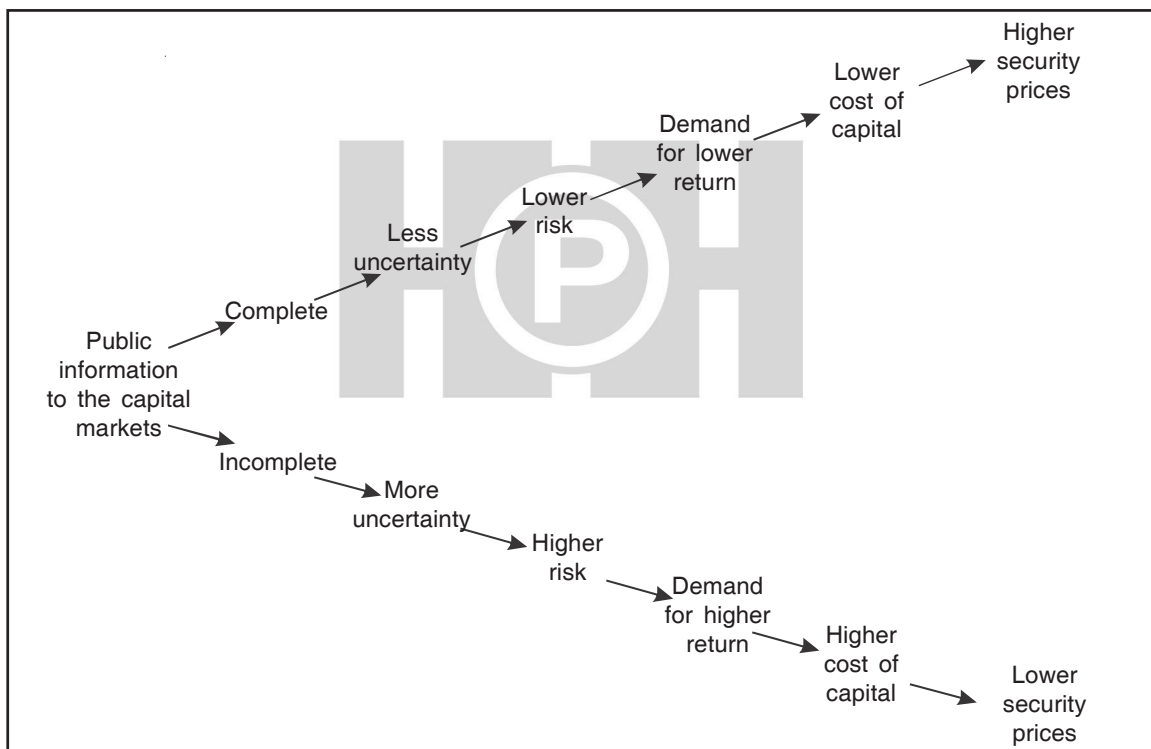 Public
information
to the capital
markets
Complete
Less
uncertainty
Lower
risk
Demand
for lower
return
Lower
cost of
capital
Higher
security
prices
Incomplete
More
uncertainty
Higher
risk
Demand
for higher
return
Higher
cost of
capital
Lower
security
prices
HPH